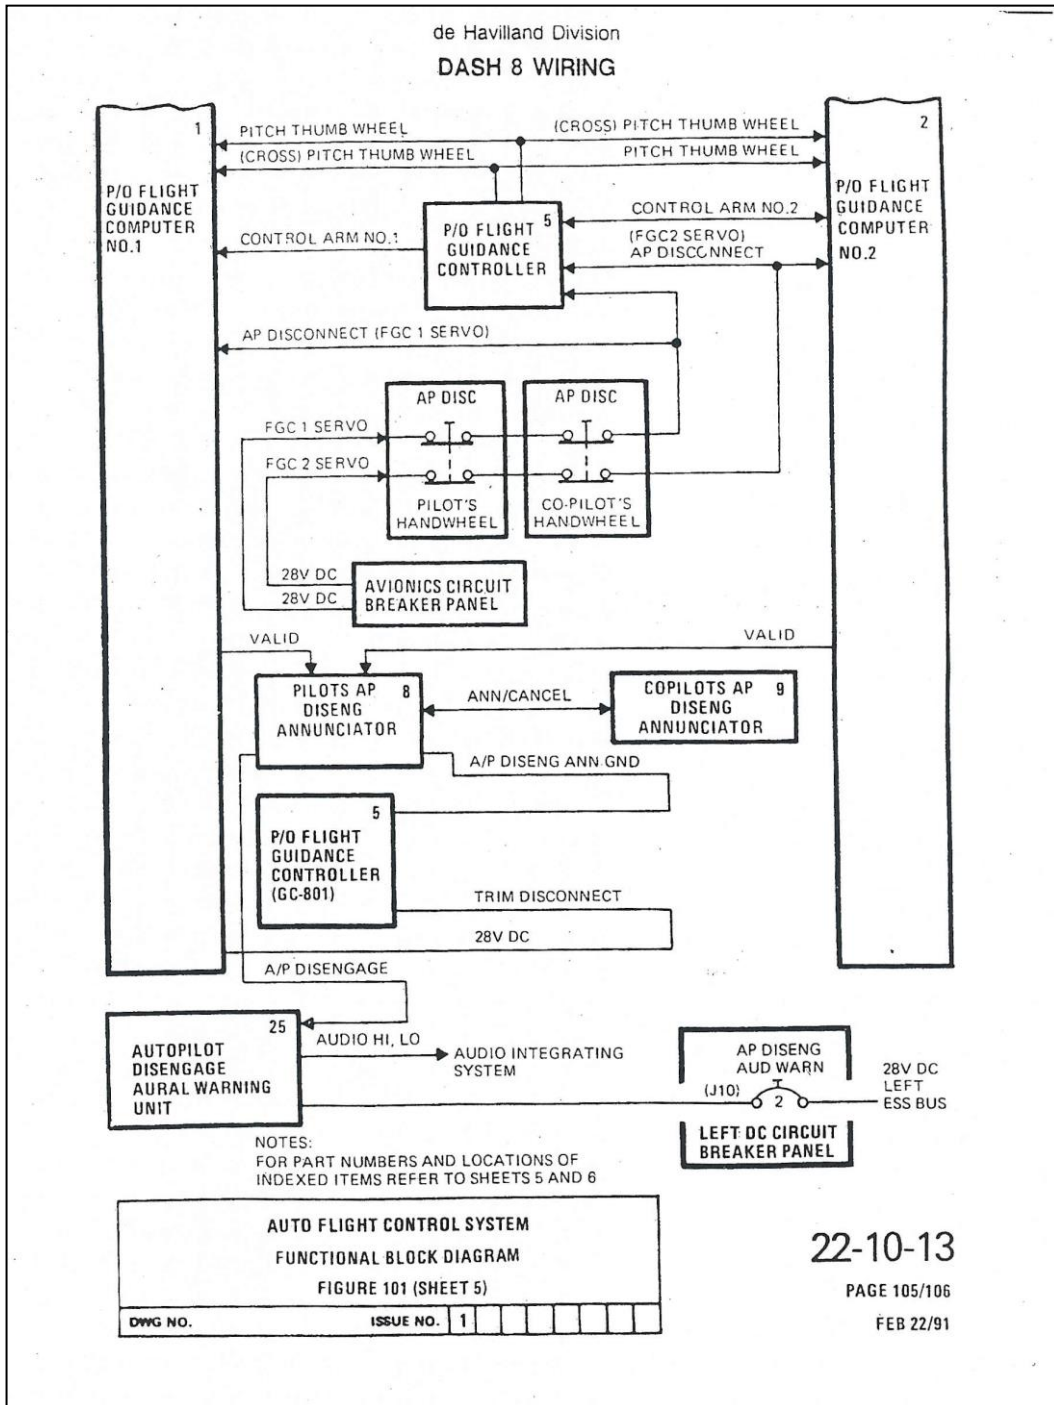 de Havilland Division
DASH 8 WIRING
1
2
PITCH THUMB WHEEL
(CROSS) PITCH THUMB WHEEL
(CROSS) PITCH THUMB WHEEL
PITCH THUMB WHEEL
P/O FLIGHT
GUIDANCE
COMPUTER
NO.1
P/O FLIGHT
GUIDANCE
COMPUTER
NO.2
P/O FLIGHT 5
GUIDANCE
CONTROLLER
CONTROL ARM NO.1
CONTROL ARM NO.2
(FGC2 SERVO)
AP DISCONNECT
AP DISCONNECT (FGC 1 SERVO)
AP DISC
AP DISC
FGC 1 SERVO
FGC 2 SERVO
PILOT'S
HANDWHEEL
CO-PILOT'S
HANDWHEEL
28V DC
28V DC
AVIONICS CIRCUIT
BREAKER PANEL
VALID
VALID
PILOTS AP 8
DISENG
ANNUNCIATOR
ANN/CANCEL
COPILOTS AP 9
DISENG
ANNUNCIATOR
A/P DISENG ANN GND
5
P/O FLIGHT
GUIDANCE
CONTROLLER
(GC-801)
TRIM DISCONNECT
28V DC
A/P DISENGAGE
25
AUTOPILOT
DISENGAGE
AURAL WARNING
UNIT
AUDIO HI, LO
AUDIO INTEGRATING
SYSTEM
AP DISENG
AUD WARN
(J10)
2
28V DC
LEFT
ESS BUS
LEFT DC CIRCUIT
BREAKER PANEL
NOTES:
FOR PART NUMBERS AND LOCATIONS OF
INDEXED ITEMS REFER TO SHEETS 5 AND 6
AUTO FLIGHT CONTROL SYSTEM
FUNCTIONAL BLOCK DIAGRAM
FIGURE 101 (SHEET 5)
DWG NO. ISSUE NO. 1
22-10-13
PAGE 105/106
FEB 22/91